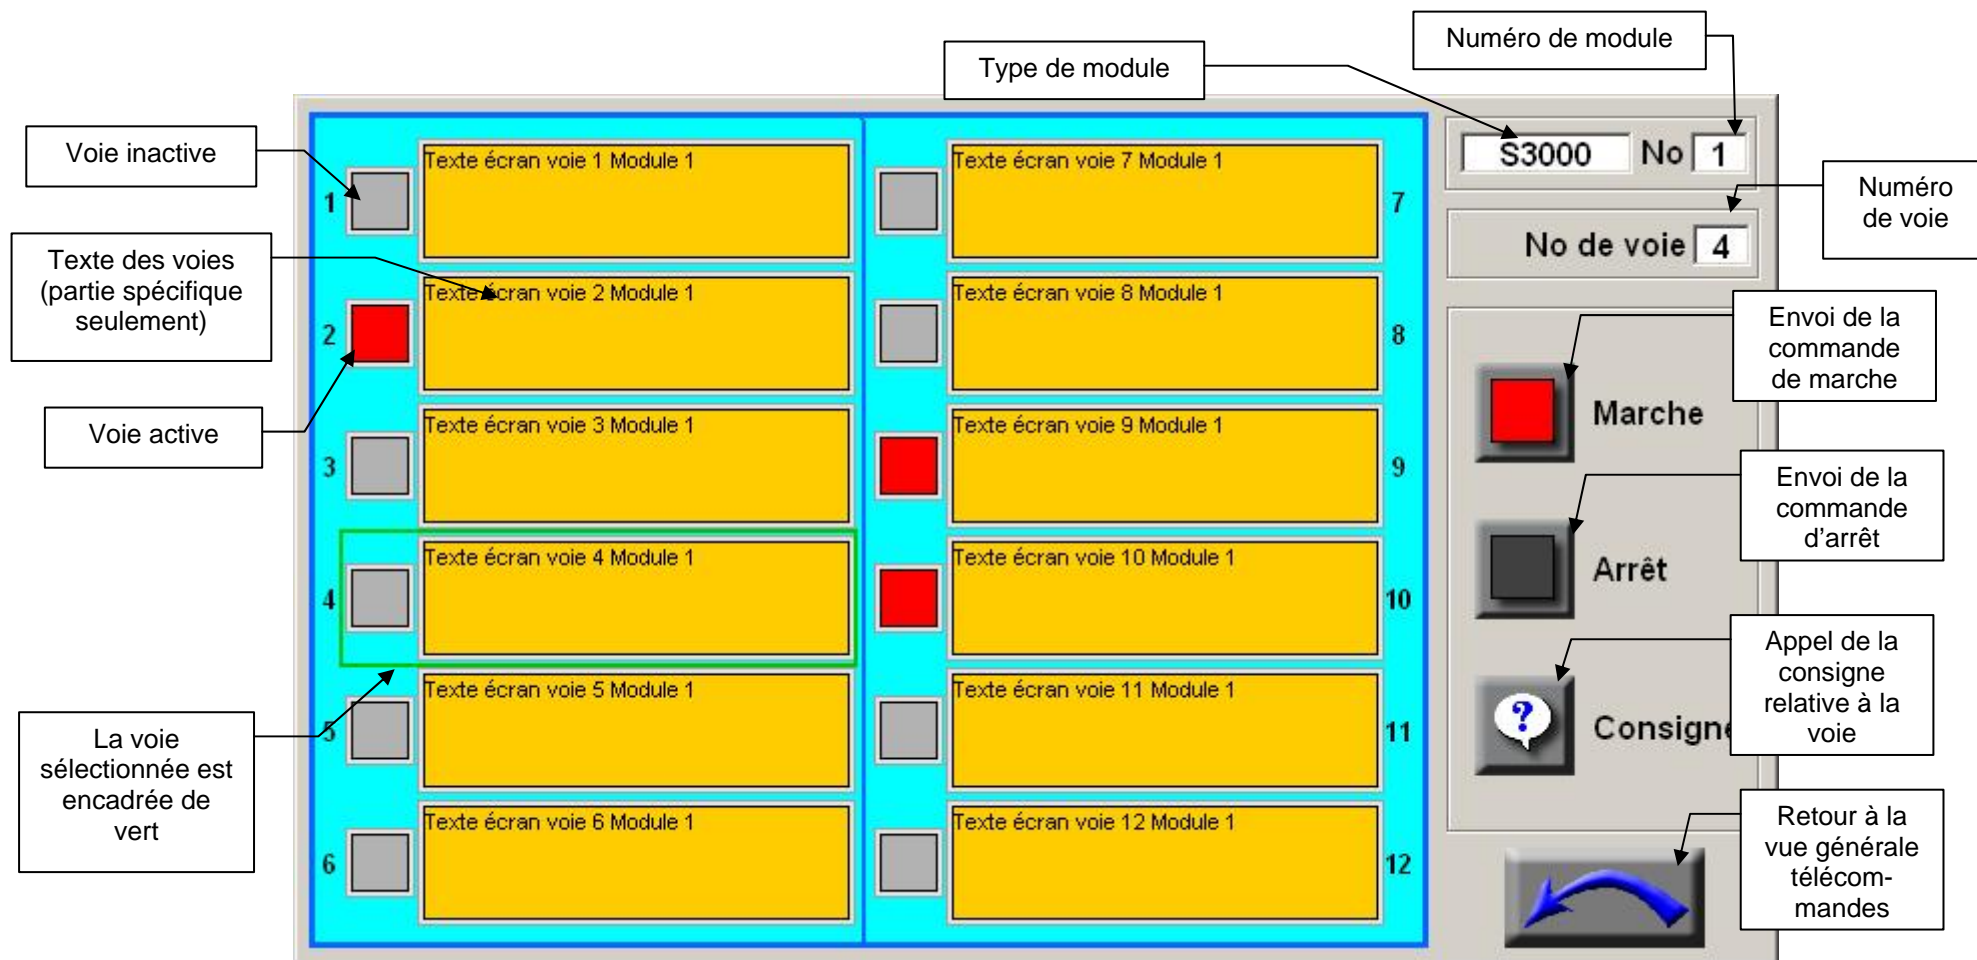 Numéro de module
Type de module
Voie inactive
Texte des voies
(partie spécifique
seulement)
Voie active
La voie
sélectionnée est
encadrée de
vert
1
Texte écran voie 1 Module 1
2
Texte écran voie 2 Module 1
3
Texte écran voie 3 Module 1
4
Texte écran voie 4 Module 1
5
Texte écran voie 5 Module 1
6
Texte écran voie 6 Module 1
Texte écran voie 7 Module 1
7
Texte écran voie 8 Module 1
8
Texte écran voie 9 Module 1
9
Texte écran voie 10 Module 1
10
Texte écran voie 11 Module 1
11
Texte écran voie 12 Module 1
12
S3000 No 1
No de voie 4
Marche
Arrêt
?
Consigne
Numéro
de voie
Envoi de la
commande
de marche
Envoi de la
commande
d'arrêt
Appel de la
consigne
relative à la
voie
Retour à la
vue générale
télécom-
mandes